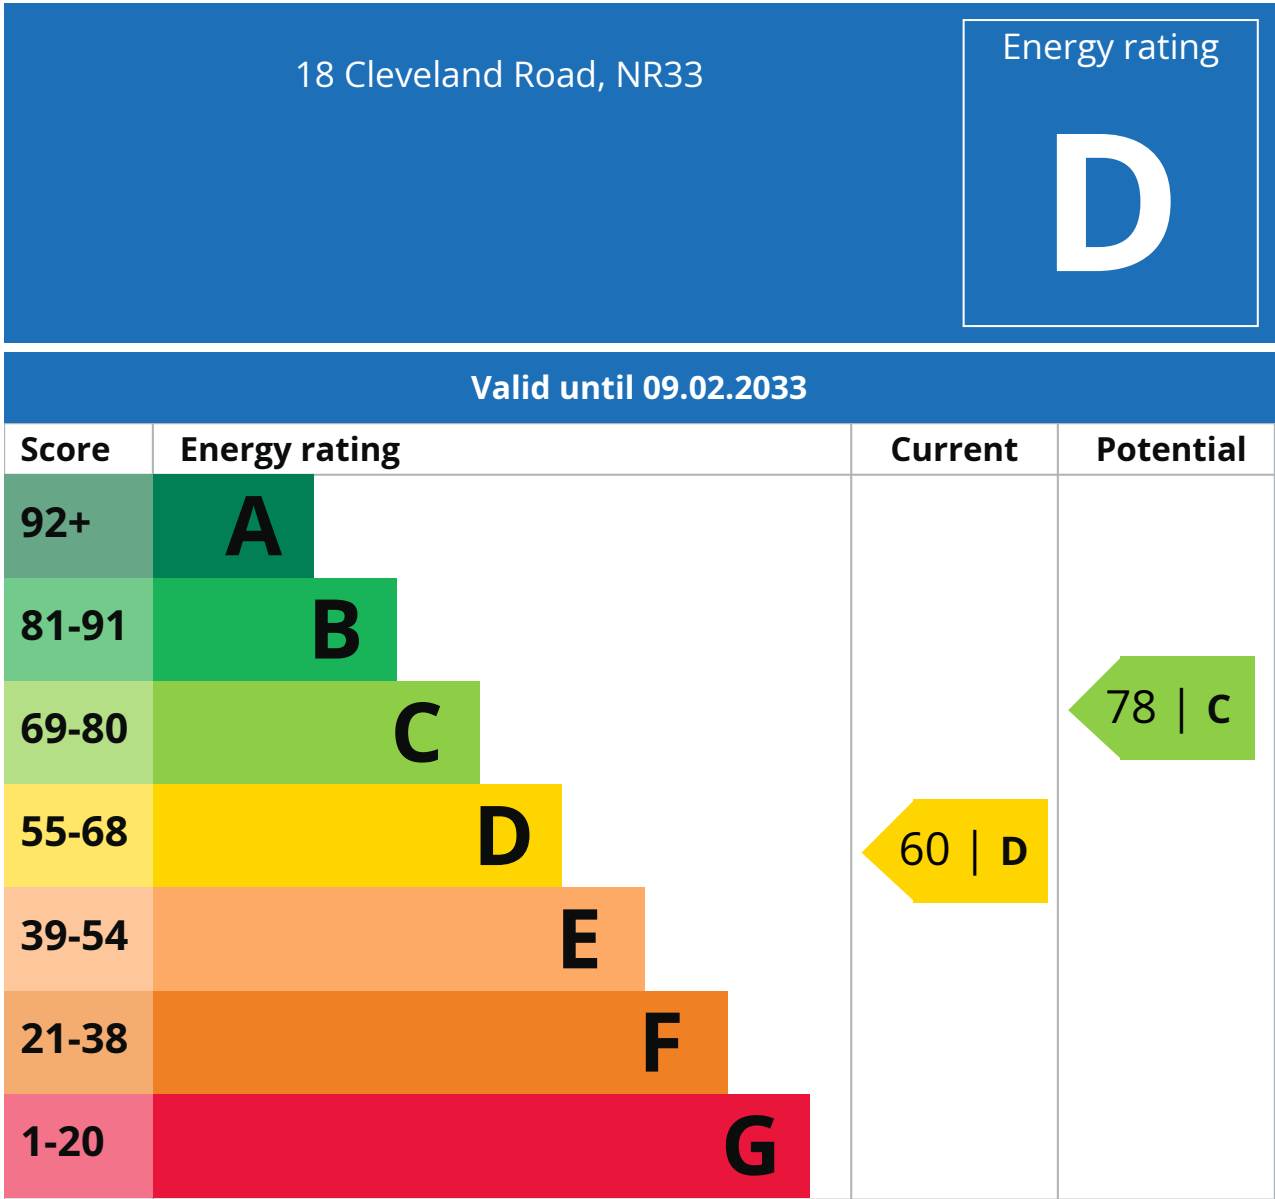 18 Cleveland Road, NR33
Energy rating
D
Valid until 09.02.2033
Score Energy rating Current Potential
92+ A
81-91 B
69-80 C
78 | C
55-68 D
60 | D
39-54 E
21-38 F
1-20 G